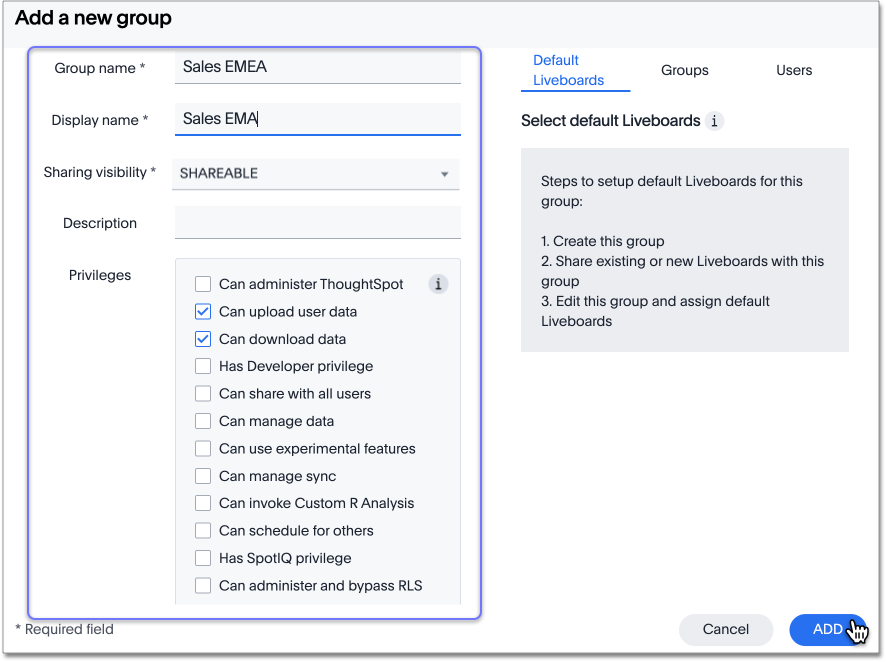 Add a new group
Group name *
Sales EMEA
Display name *
Sales EMA
Sharing visibility *
SHAREABLE
Description
Privileges
Can administer ThoughtSpot
i
Can upload user data
Can download data
Has Developer privilege
Can share with all users
Can manage data
Can use experimental features
Can manage sync
Can invoke Custom R Analysis
Can schedule for others
Has SpotIQ privilege
Can administer and bypass RLS
* Required field
Default
Liveboards
Groups
Users
Select default Liveboards i
Steps to setup default Liveboards for this
group:
1. Create this group
2. Share existing or new Liveboards with this
group
3. Edit this group and assign default
Liveboards
Cancel
ADD